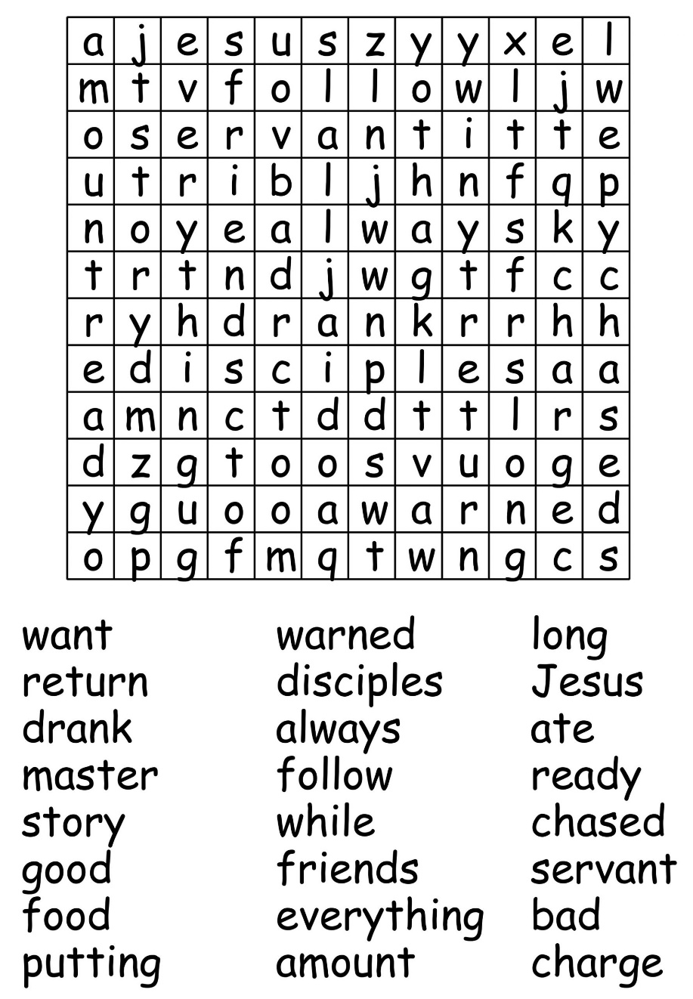 a j e s u s z y y x e l
m t v f o l l o w l j w
o s e r v a n t i t t e
u t r i b l j h n f q p
n o y e a l w a y s k y
t r t n d j w g t f c c
r y h d r a n k r r h h
e d i s c i p l e s a a
a m n c t d d t t l r s
d z g t o o s v u o g e
y g u o o a w a r n e d
o p g f m q t w n g c s
want warned long
return disciples Jesus
drank always ate
master follow ready
story while chased
good friends servant
food everything bad
putting amount charge